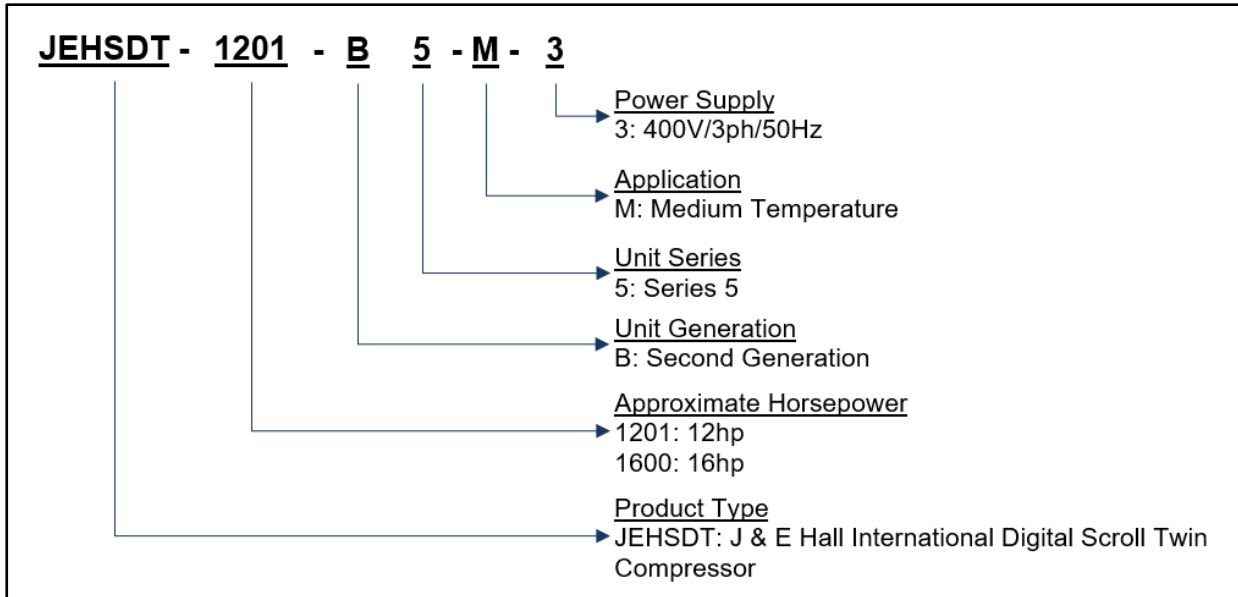 JEHSDT - 1201 - B 5 - M - 3
Power Supply
3: 400V/3ph/50Hz
Application
M: Medium Temperature
Unit Series
5: Series 5
Unit Generation
B: Second Generation
Approximate Horsepower
1201: 12hp
1600: 16hp
Product Type
JEHSDT: J & E Hall International Digital Scroll Twin
Compressor